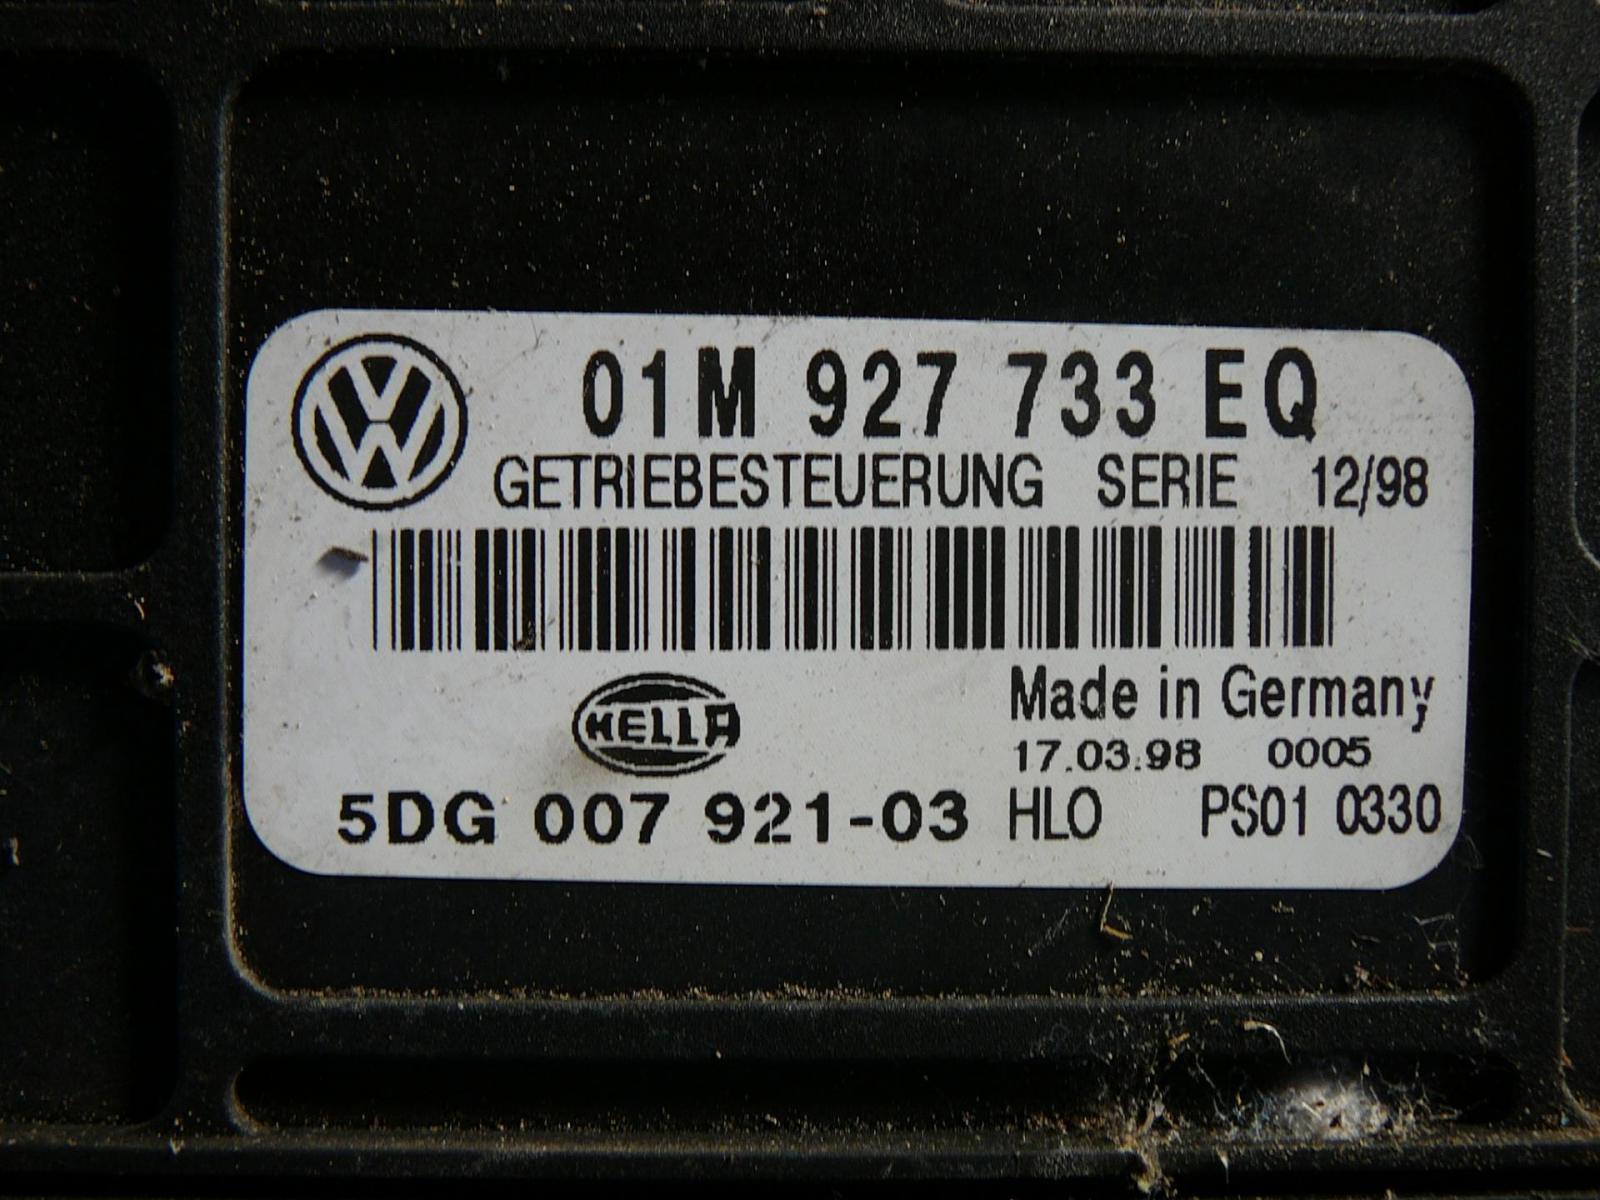 01M 927 733 EQ
GETRIEBESTEUERUNG SERIE 12/98
HELLA
Made in Germany
17.03.98 0005
5DG 007 921-03 HLO PS01 0330